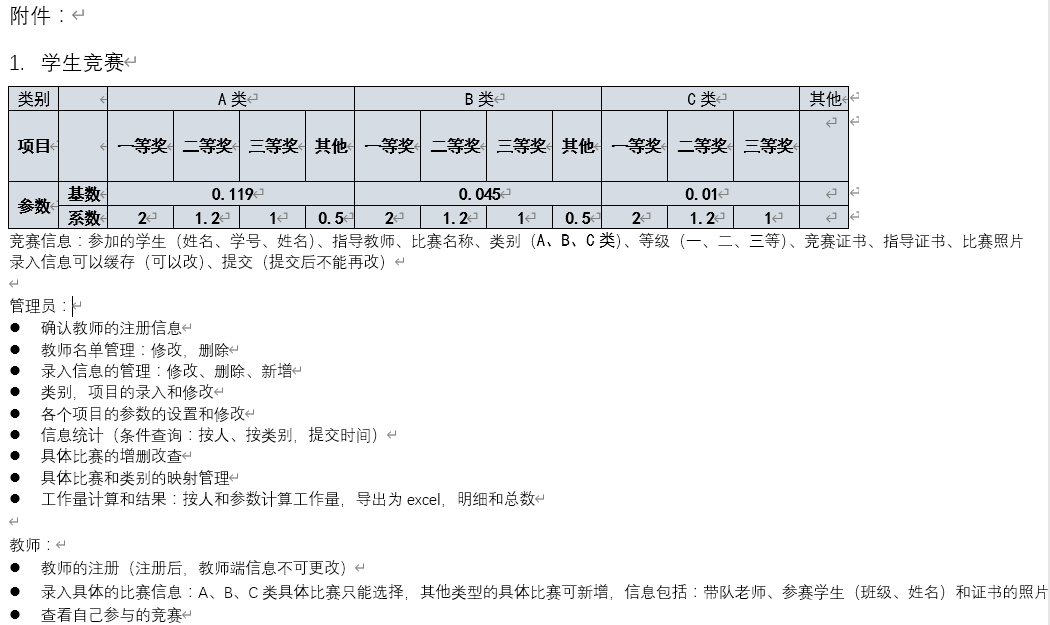 附件：
1. 学生竞赛
类别 A 类 B 类 C 类 其他
项目 一等奖 二等奖 三等奖 其他 一等奖 二等奖 三等奖 其他 一等奖 二等奖 三等奖
参数 基数 0.119 0.045 0.01
系数 2 1.2 1 0.5 2 1.2 1 0.5 2 1.2 1
竞赛信息：参加的学生（姓名、学号、姓名）、指导教师、比赛名称、类别（A、B、C 类）、等级（一、二、三等）、竞赛证书、指导证书、比赛照片
录入信息可以缓存（可以改）、提交（提交后不能再改）
管理员：
● 确认教师的注册信息
● 教师名单管理：修改，删除
● 录入信息的管理：修改、删除、新增
● 类别，项目的录入和修改
● 各个项目的参数的设置和修改
● 信息统计（条件查询：按人、按类别，提交时间）
● 具体比赛的增删改查
● 具体比赛和类别的映射管理
● 工作量计算和结果：按人和参数计算工作量，导出为 excel，明细和总数
教师：
● 教师的注册（注册后，教师端信息不可更改）
● 录入具体的比赛信息：A、B、C 类具体比赛只能选择，其他类型的具体比赛可新增，信息包括：带队老师、参赛学生（班级、姓名）和证书的照片
● 查看自己参与的竞赛